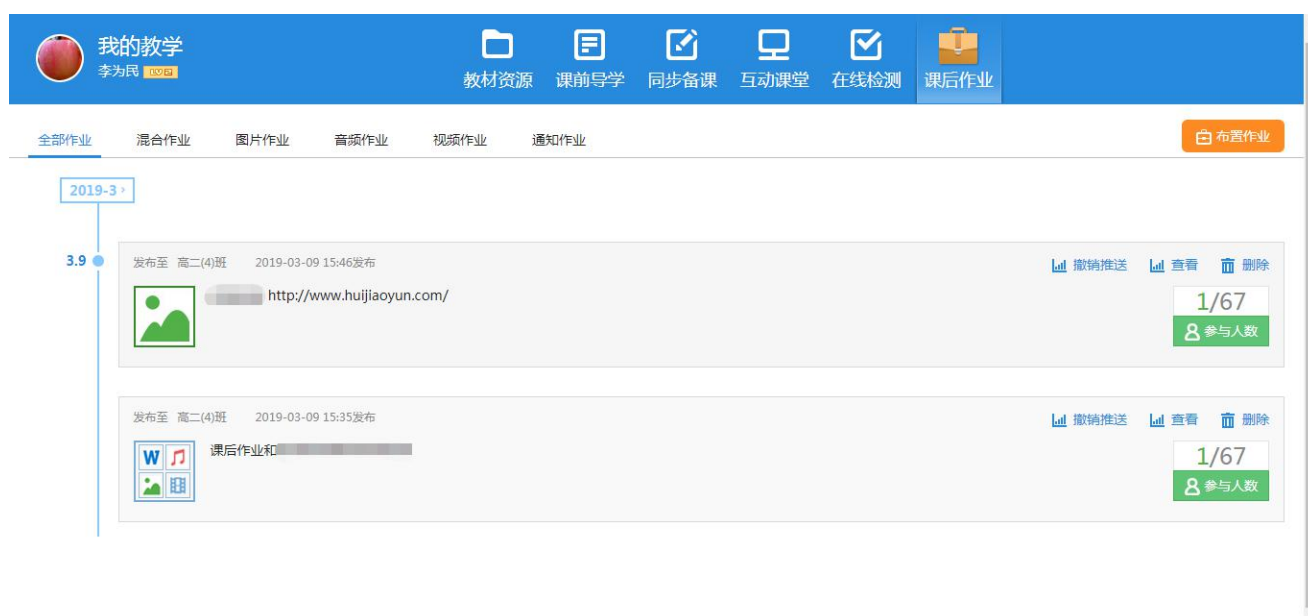 我的教学
李为民
教材资源 课前导学 同步备课 互动课堂 在线检测 课后作业
全部作业 混合作业 图片作业 音频作业 视频作业 通知作业 布置作业
2019-3
3.9
发布至 高二(4)班 2019-03-09 15:46发布 撤销推送 查看 删除
http://www.huijiaoyun.com/
1/67
参与人数
发布至 高二(4)班 2019-03-09 15:35发布 撤销推送 查看 删除
W
课后作业和
1/67
参与人数